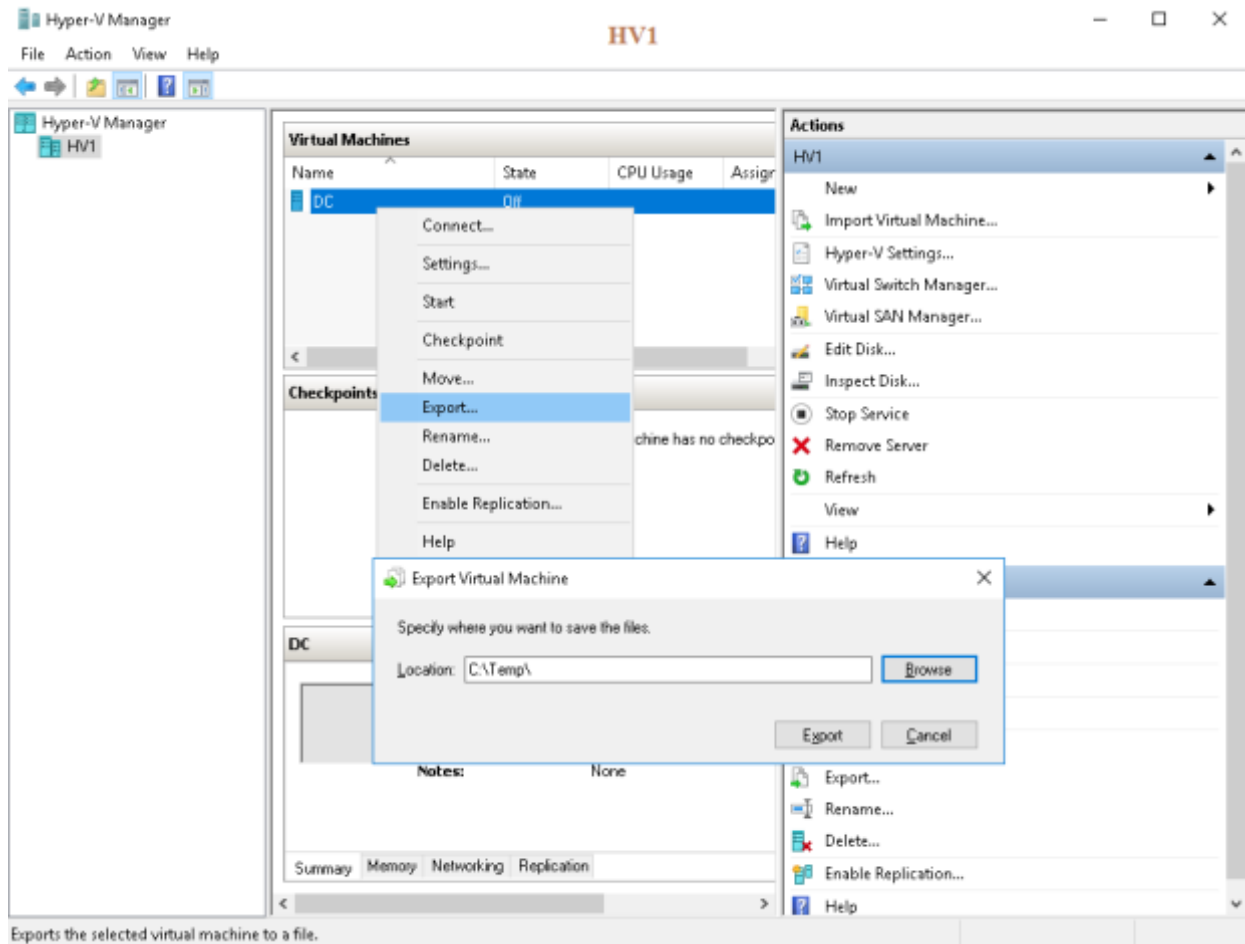 Hyper-V Manager
HV1
File Action View Help
Hyper-V Manager
HV1
Virtual Machines
Name State CPU Usage Assigr
DC Off
Connect...
Settings...
Start
Checkpoint
Move...
Export...
Rename...
Delete...
Enable Replication...
Help
Checkpoints
chine has no checkpo
Export Virtual Machine
Specify where you want to save the files.
Location: C:\Temp\ Browse
Export Cancel
DC
Notes: None
Summary Memory Networking Replication
Actions
HV1
New
Import Virtual Machine...
Hyper-V Settings...
Virtual Switch Manager...
Virtual SAN Manager...
Edit Disk...
Inspect Disk...
Stop Service
Remove Server
Refresh
View
Help
Export...
Rename...
Delete...
Enable Replication...
Help
Exports the selected virtual machine to a file.